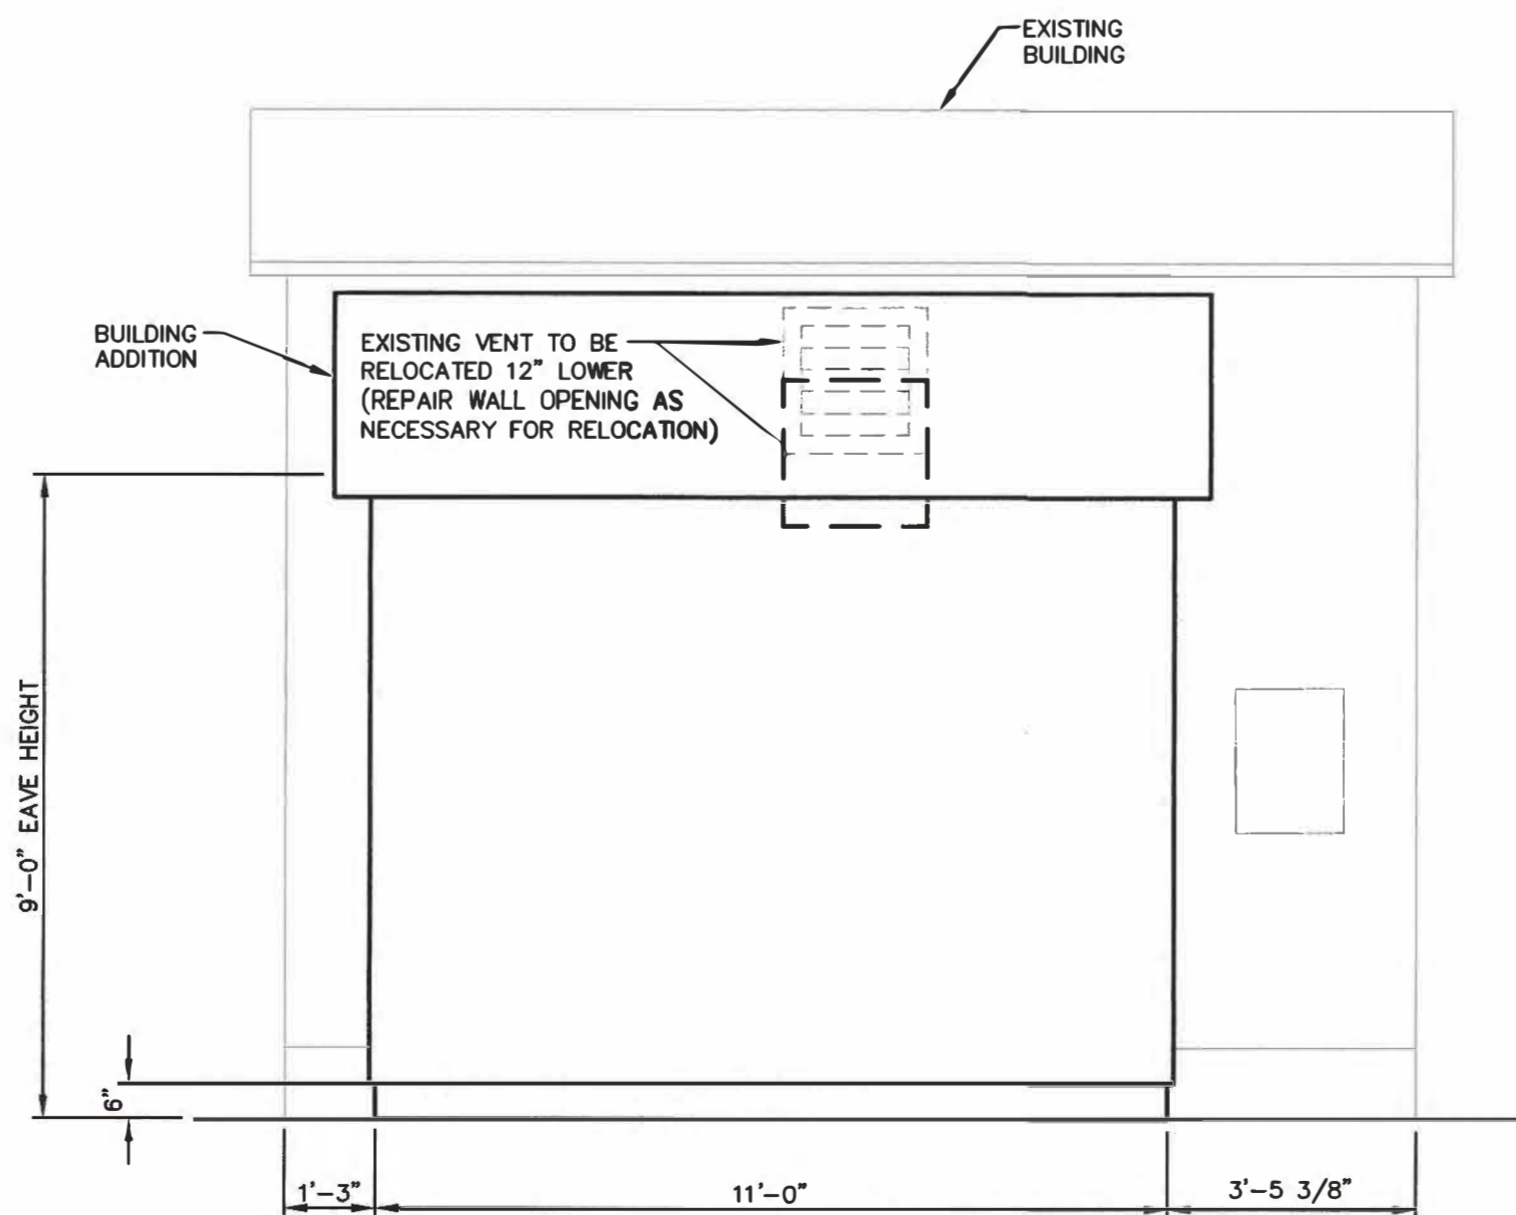 EXISTING
BUILDING
BUILDING
ADDITION
EXISTING VENT TO BE
RELOCATED 12" LOWER
(REPAIR WALL OPENING AS
NECESSARY FOR RELOCATION)
9'-0" EAVE HEIGHT
6"
1'-3"
11'-0"
3'-5 3/8"